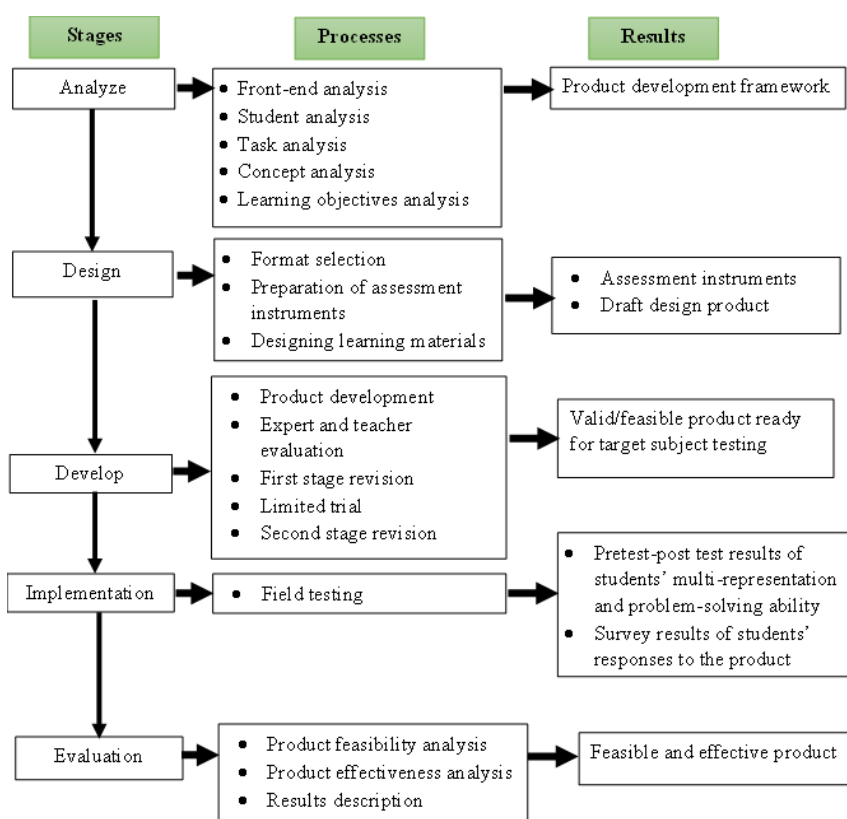 Stages
Processes
Results
Analyze
• Front-end analysis
• Student analysis
• Task analysis
• Concept analysis
• Learning objectives analysis
Product development framework
Design
• Format selection
• Preparation of assessment
instruments
• Designing learning materials
• Assessment instruments
• Draft design product
Develop
• Product development
• Expert and teacher
evaluation
• First stage revision
• Limited trial
• Second stage revision
Valid/feasible product ready
for target subject testing
Implementation
• Field testing
• Pretest-post test results of
students’ multi-representation
and problem-solving ability
• Survey results of students’
responses to the product
Evaluation
• Product feasibility analysis
• Product effectiveness analysis
• Results description
Feasible and effective product